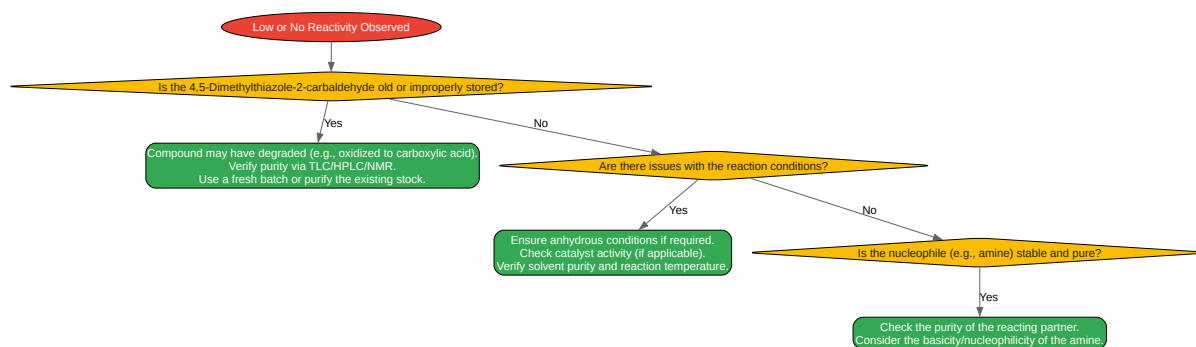 Low or No Reactivity Observed
Is the 4,5-Dimethylthiazole-2-carbaldehyde old or improperly stored?
Yes
No
Compound may have degraded (e.g., oxidized to carboxylic acid).
Verify purity via TLC/HPLC/NMR.
Use a fresh batch or purify the existing stock.
Are there issues with the reaction conditions?
Yes
No
Ensure anhydrous conditions if required.
Check catalyst activity (if applicable).
Verify solvent purity and reaction temperature.
Is the nucleophile (e.g., amine) stable and pure?
Yes
Check the purity of the reacting partner.
Consider the basicity/nucleophilicity of the amine.